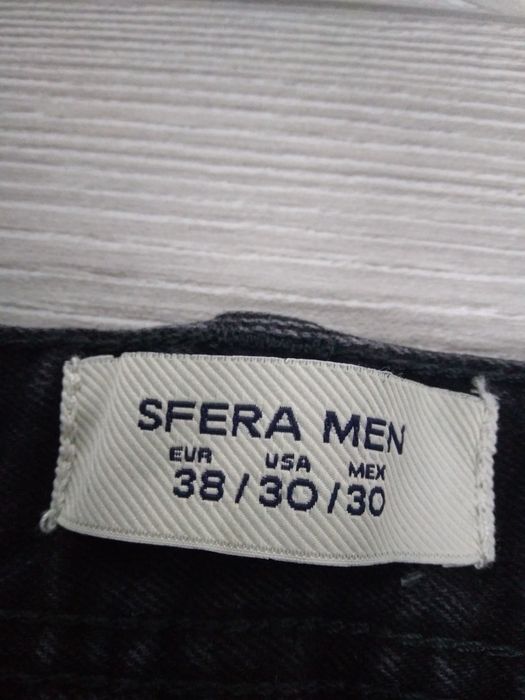 SFERA MEN
EUR USA MEX
38/30/30